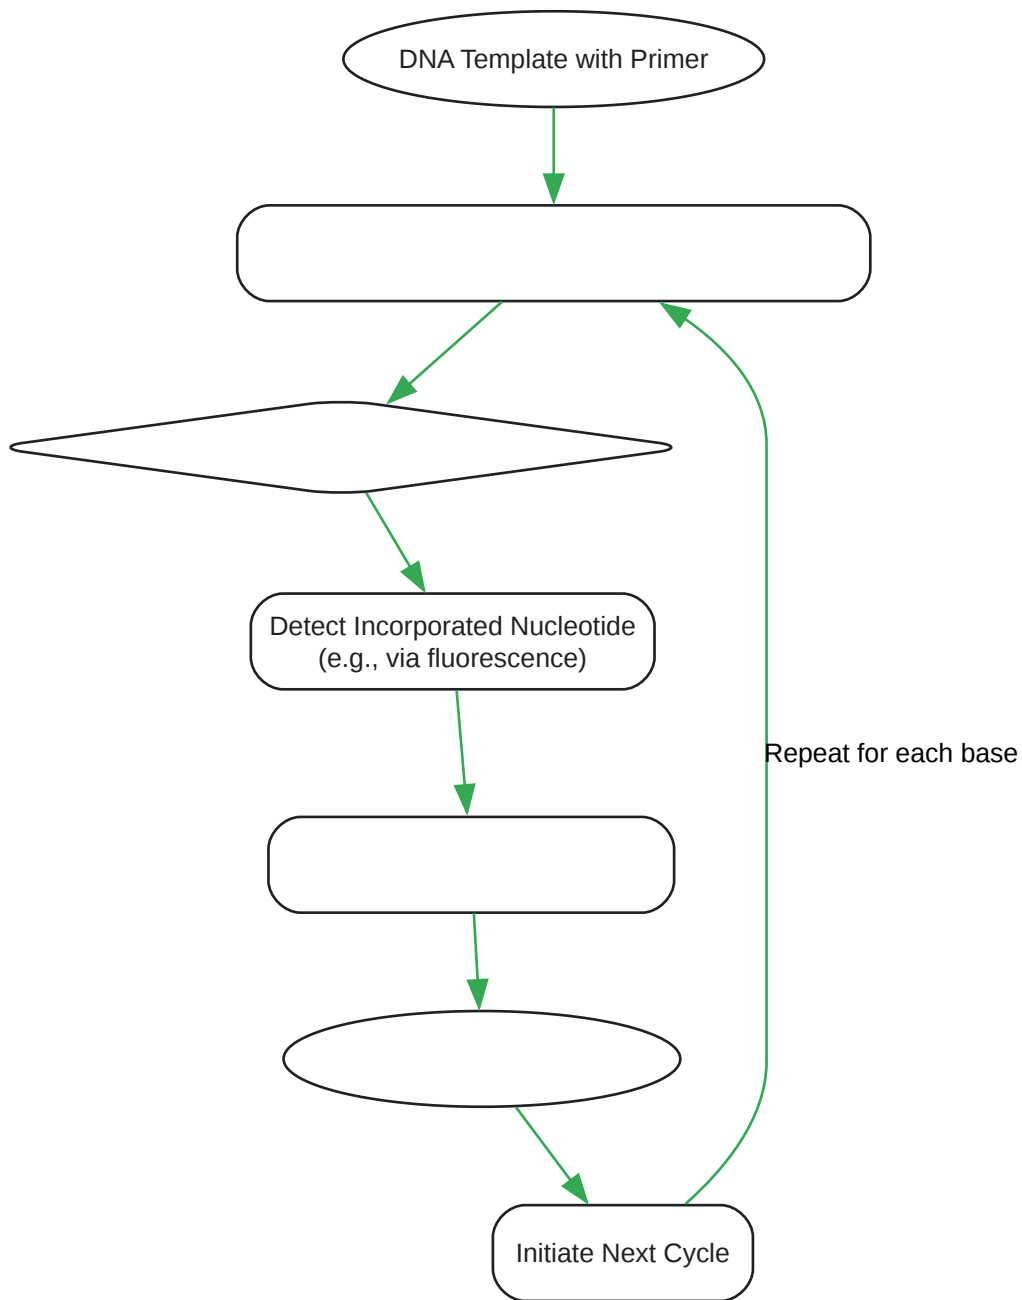 DNA Template with Primer
Detect Incorporated Nucleotide
(e.g., via fluorescence)
Repeat for each base
Initiate Next Cycle